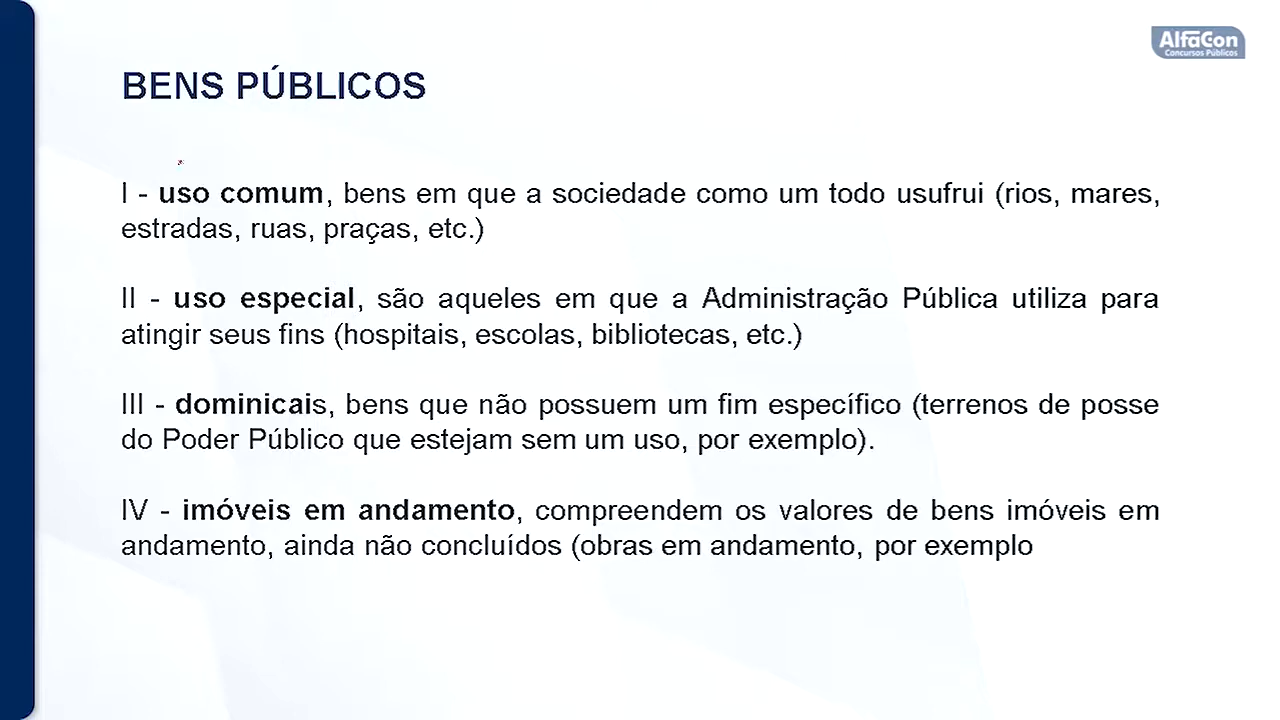 AlfaCon
Concursos Públicos
BENS PÚBLICOS
I - uso comum, bens em que a sociedade como um todo usufrui (rios, mares,
estradas, ruas, praças, etc.)
II - uso especial, são aqueles em que a Administração Pública utiliza para
atingir seus fins (hospitais, escolas, bibliotecas, etc.)
III - dominicais, bens que não possuem um fim específico (terrenos de posse
do Poder Público que estejam sem um uso, por exemplo).
IV - imóveis em andamento, compreendem os valores de bens imóveis em
andamento, ainda não concluídos (obras em andamento, por exemplo